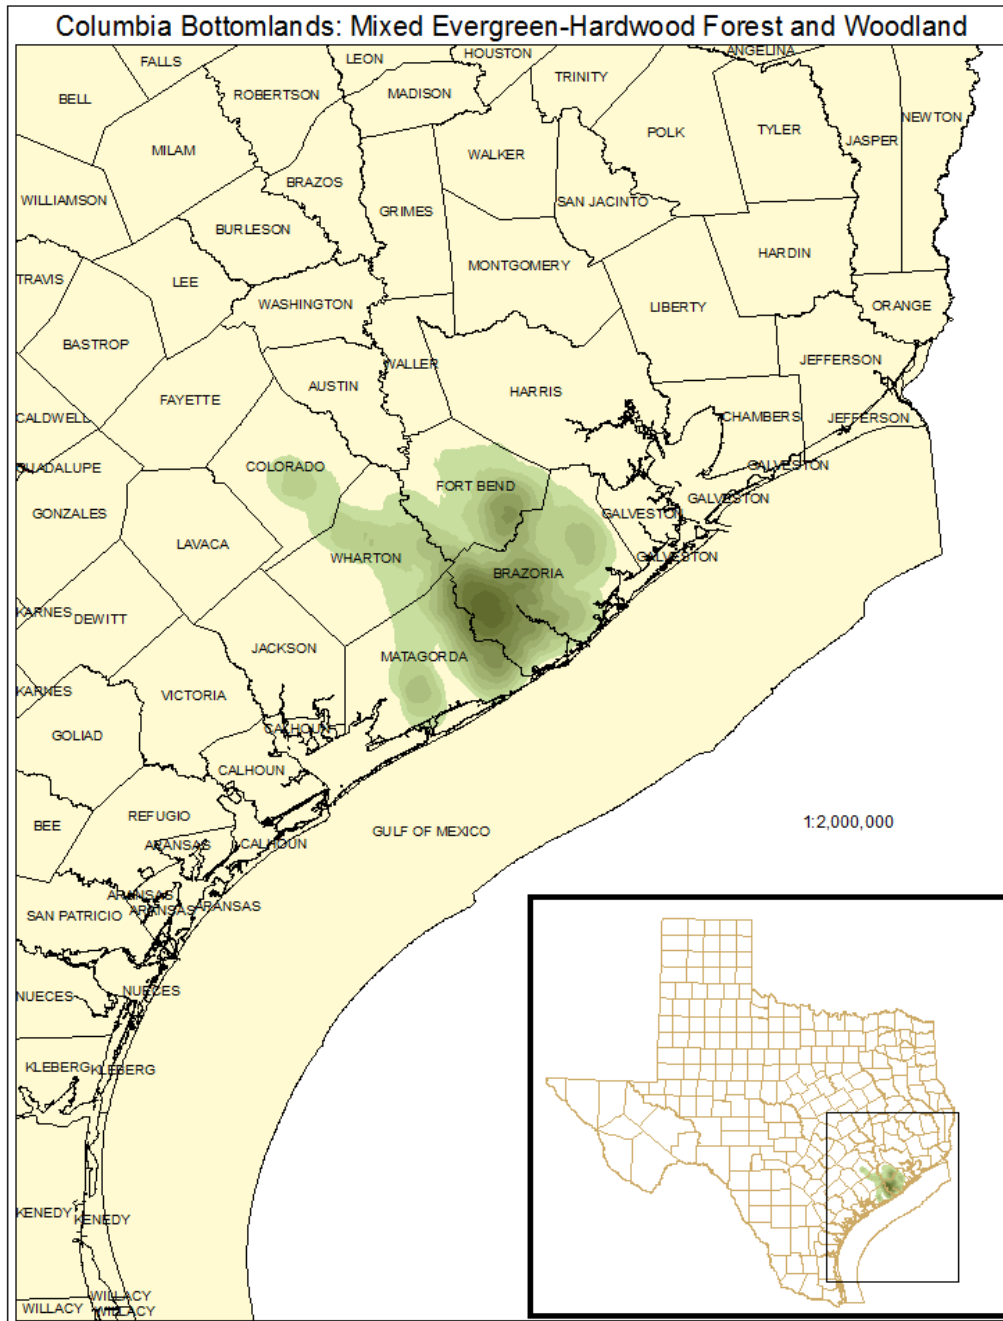 Columbia Bottomlands: Mixed Evergreen-Hardwood Forest and Woodland
FALLS
LEON
HOUSTON
ANGELINA
BELL
ROBERTSON
MADISON
TRINITY
NEWTON
MILAM
WALKER
POLK
TYLER
JASPER
WILLIAMSON
BRAZOS
GRIMES
SAN JACINTO
BURLESON
MONTGOMERY
HARDIN
TRAVIS
LEE
WASHINGTON
LIBERTY
ORANGE
BASTROP
WALLER
JEFFERSON
FAYETTE
AUSTIN
HARRIS
CALDWELL
CHAMBERS
JEFFERSON
GUADALUPE
COLORADO
FORT BEND
GALVESTON
GALVESTON
GONZALES
GALVESTON
LAVACA
WHARTON
GALVESTON
BRAZORIA
KARNES
DEWITT
JACKSON
MATAGORDA
KARNES
VICTORIA
GOLIAD
CALHOUN
CALHOUN
BEE
REFUGIO
GULF OF MEXICO
1:2,000,000
ARANSAS
CALHOUN
ARANSAS
SAN PATRICIO
ARANSAS
ARANSAS
NUECES
NUECES
KLEBERG
KLEBERG
KENEDY
KENEDY
WILLACY
WILLACY
WILLACY